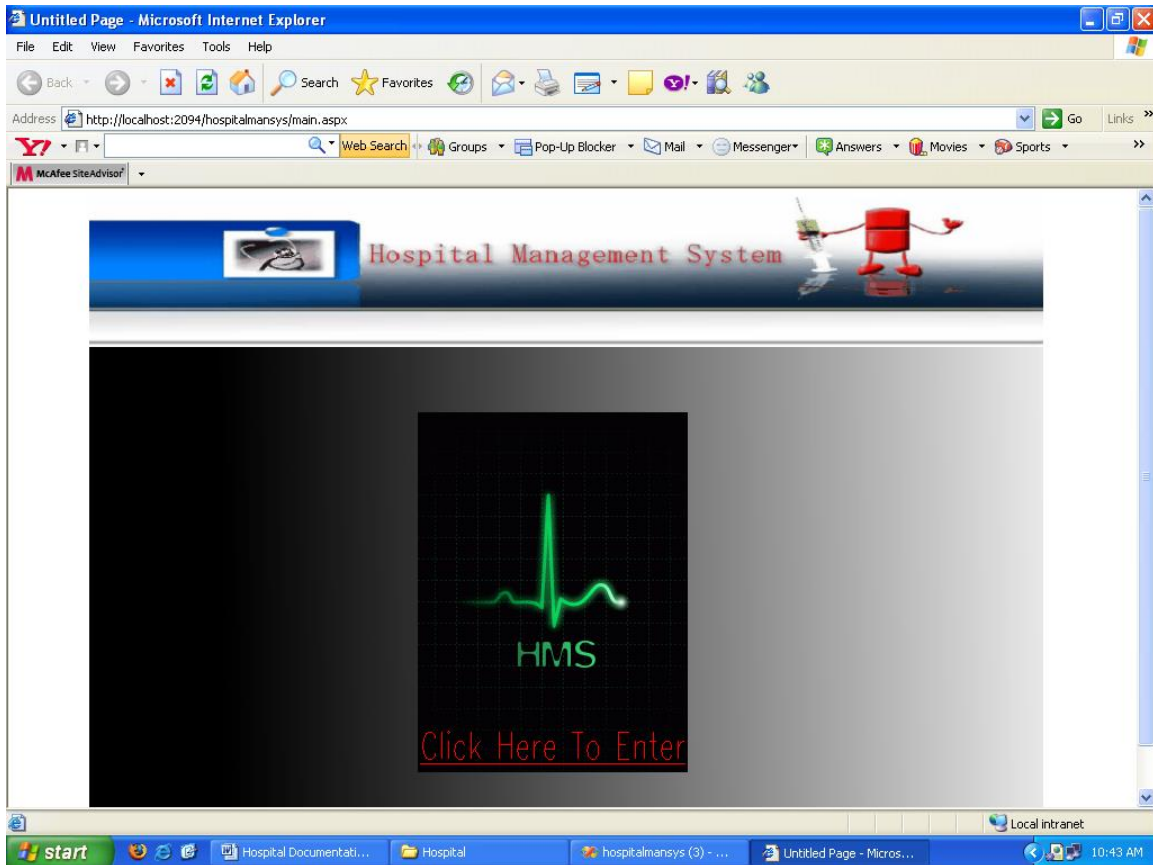 Untitled Page - Microsoft Internet Explorer
File Edit View Favorites Tools Help
Back Search Favorites
Address http://localhost:2094/hospitalmansys/main.aspx Go Links »
Y! Web Search Groups Pop-Up Blocker Mail Messenger Answers Movies Sports »
McAfee SiteAdvisor
Hospital Management System
HMS
Click Here To Enter
Local intranet
start Hospital Documentati... Hospital hospitalmansys (3) - ... Untitled Page - Micros... 10:43 AM